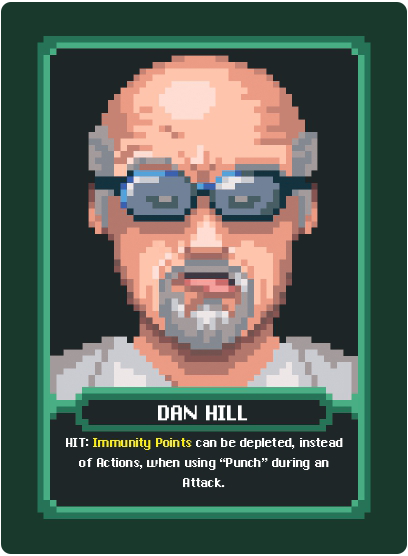 DAN HILL
HIT: Immunity Points can be depleted, instead
of Actions, when using “Punch” during an
Attack.